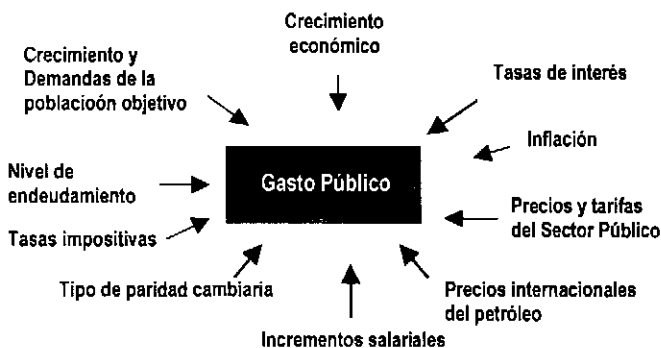 Crecimiento
económico
Crecimiento y
Demandas de la
poblacioón objetivo
Tasas de interés
Inflación
Nivel de
endeudamiento
Gasto Público
Precios y tarifas
del Sector Público
Tasas impositivas
Tipo de paridad cambiaria
Precios internacionales
del petróleo
Incrementos salariales